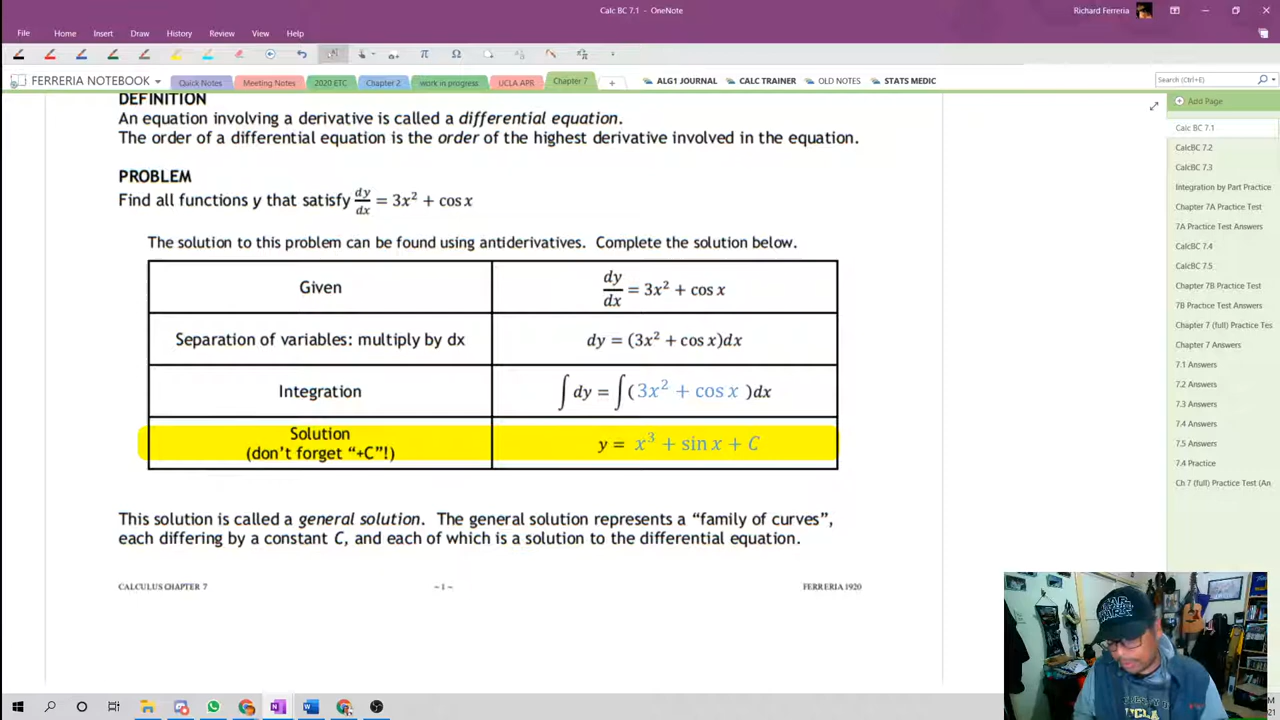 Calc BC 7.1 - OneNote
Richard Ferreria
File Home Insert Draw History Review View Help
FERRERIA NOTEBOOK
Quick Notes Meeting Notes 2020 ETC Chapter 2 work in progress UCLA APR Chapter 7 +
ALG1 JOURNAL CALC TRAINER OLD NOTES STATS MEDIC
Search (Ctrl+E)
DEFINITION
An equation involving a derivative is called a differential equation.
The order of a differential equation is the order of the highest derivative involved in the equation.
PROBLEM
Find all functions y that satisfy dy/dx = 3x² + cos x
The solution to this problem can be found using antiderivatives. Complete the solution below.
Given
dy/dx = 3x² + cos x
Separation of variables: multiply by dx
dy = (3x² + cos x)dx
Integration
∫ dy = ∫ ( 3x² + cos x )dx
Solution
(don't forget "+C"!)
y = x³ + sin x + C
This solution is called a general solution. The general solution represents a "family of curves",
each differing by a constant C, and each of which is a solution to the differential equation.
CALCULUS CHAPTER 7
~ 1 ~
FERRERIA 1920
Add Page
Calc BC 7.1
CalcBC 7.2
CalcBC 7.3
Integration by Part Practice
Chapter 7A Practice Test
7A Practice Test Answers
CalcBC 7.4
CalcBC 7.5
Chapter 7B Practice Test
7B Practice Test Answers
Chapter 7 (full) Practice Tes
Chapter 7 Answers
7.1 Answers
7.2 Answers
7.3 Answers
7.4 Answers
7.5 Answers
7.4 Practice
Ch 7 (full) Practice Test (An
UCLA